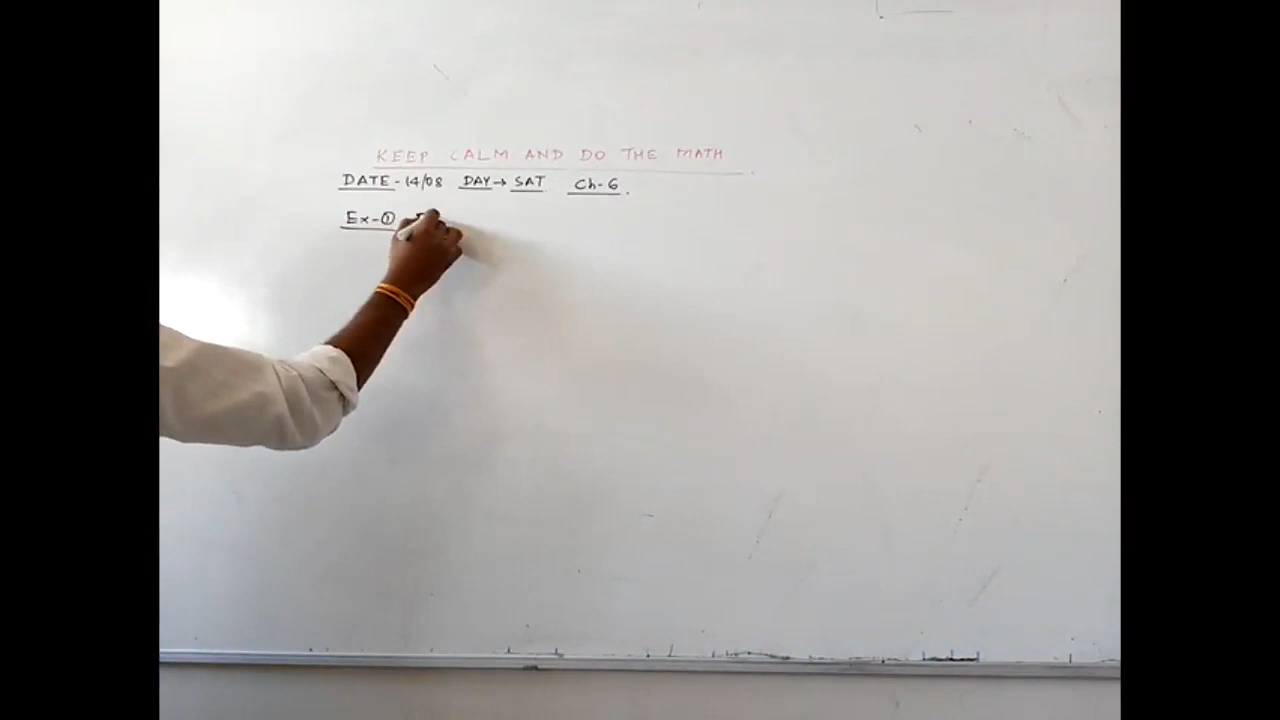 KEEP CALM AND DO THE MATH
DATE - 14/08 DAY → SAT Ch-6.
Ex-①